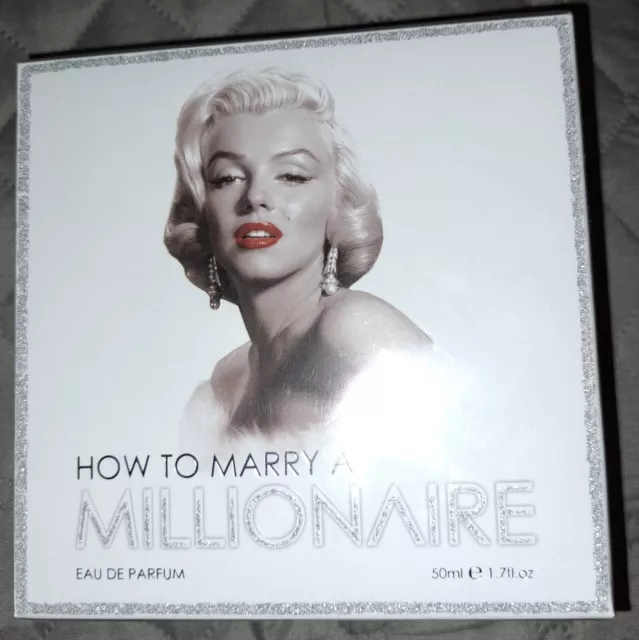 HOW TO MARRY A
MILLIONAIRE
EAU DE PARFUM
50ml ℮ 1.7fl.oz